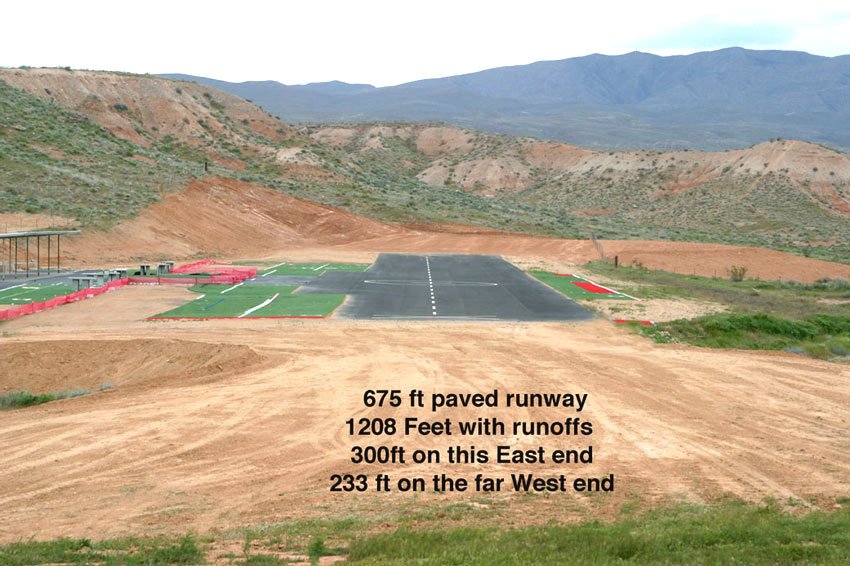 675 ft paved runway
1208 Feet with runoffs
300ft on this East end
233 ft on the far West end